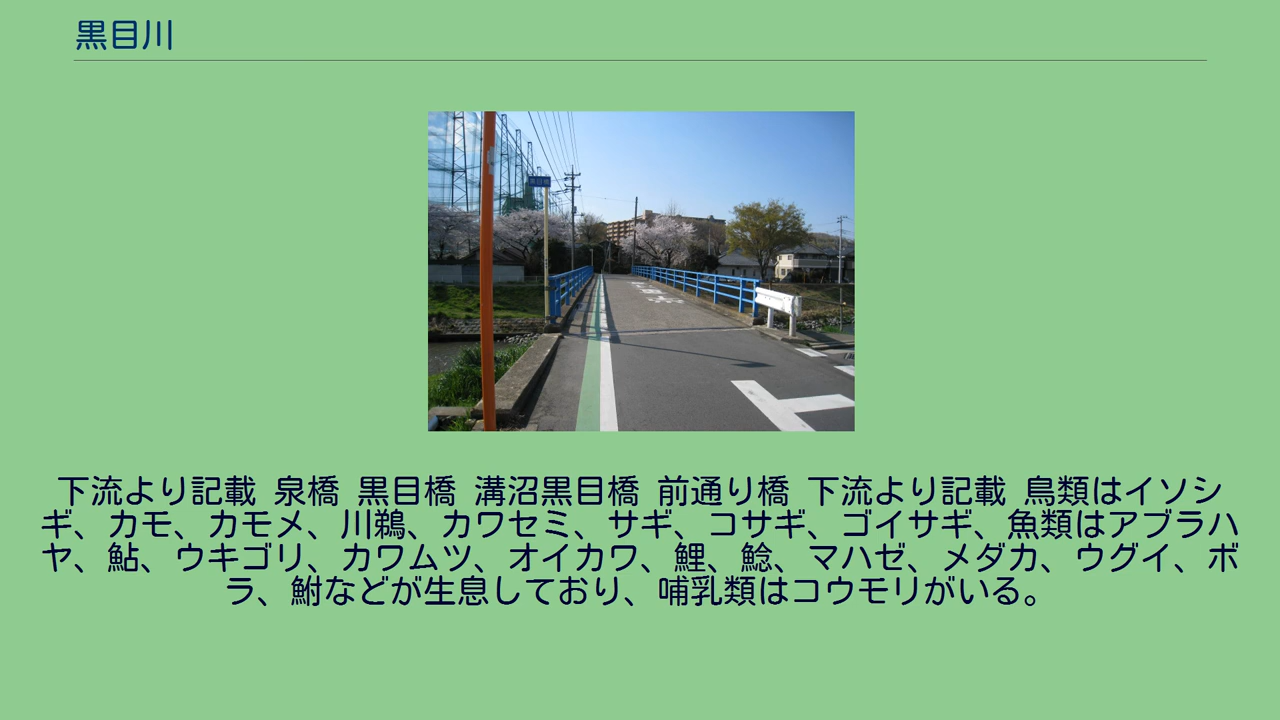 黒目川
下流より記載 泉橋 黒目橋 溝沼黒目橋 前通り橋 下流より記載 鳥類はイソシ
ギ、カモ、カモメ、川鵜、カワセミ、サギ、コサギ、ゴイサギ、魚類はアブラハ
ヤ、鮎、ウキゴリ、カワムツ、オイカワ、鯉、鯰、マハゼ、メダカ、ウグイ、ボ
ラ、鮒などが生息しており、哺乳類はコウモリがいる。